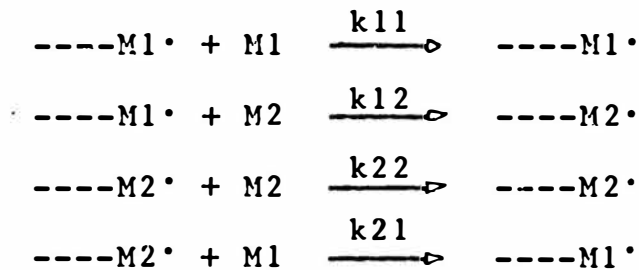 ----M1• + M1 k11 ----M1•
----M1• + M2 k12 ----M2•
----M2• + M2 k22 ----M2•
----M2• + M1 k21 ----M1•